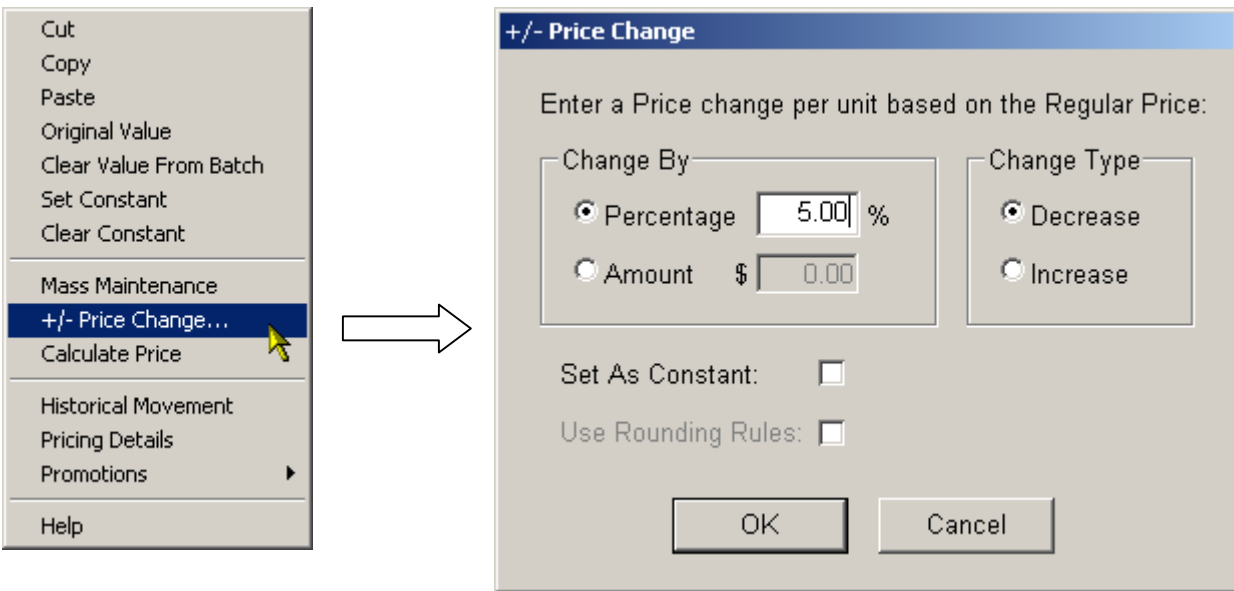 Cut
Copy
Paste
Original Value
Clear Value From Batch
Set Constant
Clear Constant
Mass Maintenance
+/- Price Change...
Calculate Price
Historical Movement
Pricing Details
Promotions
Help
+/- Price Change
Enter a Price change per unit based on the Regular Price:
Change By
Percentage 5.00 %
Amount $ 0.00
Change Type
Decrease
Increase
Set As Constant:
Use Rounding Rules:
OK Cancel